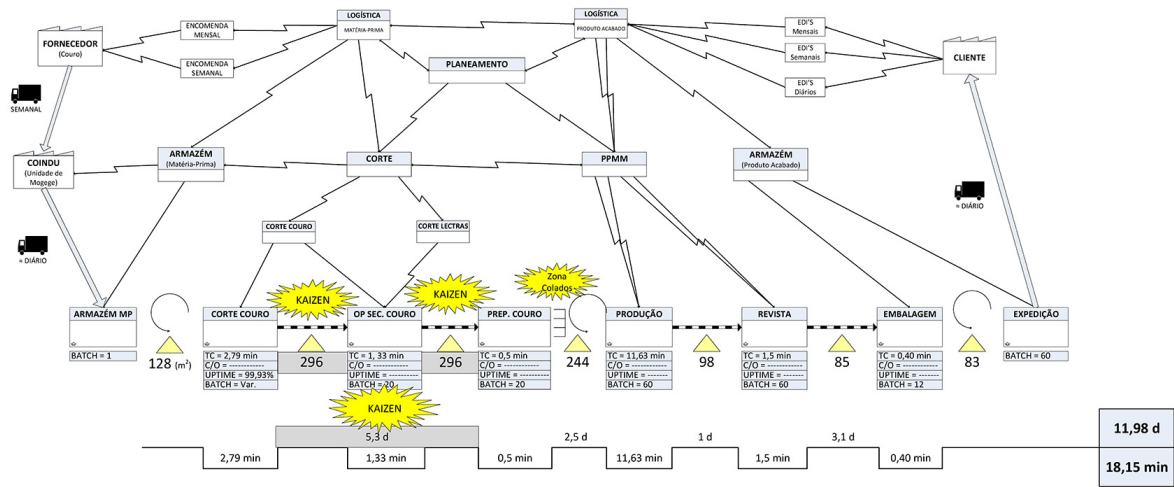 LOGÍSTICA
MATÉRIA-PRIMA
LOGÍSTICA
PRODUTO ACABADO
FORNECEDOR
(Couro)
ENCOMENDA
MENSAL
ENCOMENDA
SEMANAL
EDI'S
Mensais
EDI'S
Semanais
EDI'S
Diários
CLIENTE
PLANEAMENTO
SEMANAL
COINDU
(Unidade de
Mogege)
ARMAZÉM
(Matéria-Prima)
CORTE
PPMM
ARMAZÉM
(Produto Acabado)
≈ DIÁRIO
≈ DIÁRIO
CORTE COURO
CORTE LECTRAS
KAIZEN
KAIZEN
Zona
Colados
ARMAZÉM MP
BATCH = 1
128 (m²)
CORTE COURO
TC = 2,79 min
C/O = ------------
UPTIME = 99,93%
BATCH = Var.
296
OP SEC. COURO
TC = 1, 33 min
C/O = ------------
UPTIME = --------
BATCH = 20
296
PREP. COURO
TC = 0,5 min
C/O = ------------
UPTIME = --------
BATCH = 20
244
PRODUÇÃO
TC = 11,63 min
C/O = ------------
UPTIME = --------
BATCH = 60
98
REVISTA
TC = 1,5 min
C/O = ------------
UPTIME = --------
BATCH = 60
85
EMBALAGEM
TC = 0,40 min
C/O = ------------
UPTIME = --------
BATCH = 12
83
EXPEDIÇÃO
BATCH = 60
KAIZEN
5,3 d
2,5 d
1 d
3,1 d
11,98 d
2,79 min
1,33 min
0,5 min
11,63 min
1,5 min
0,40 min
18,15 min